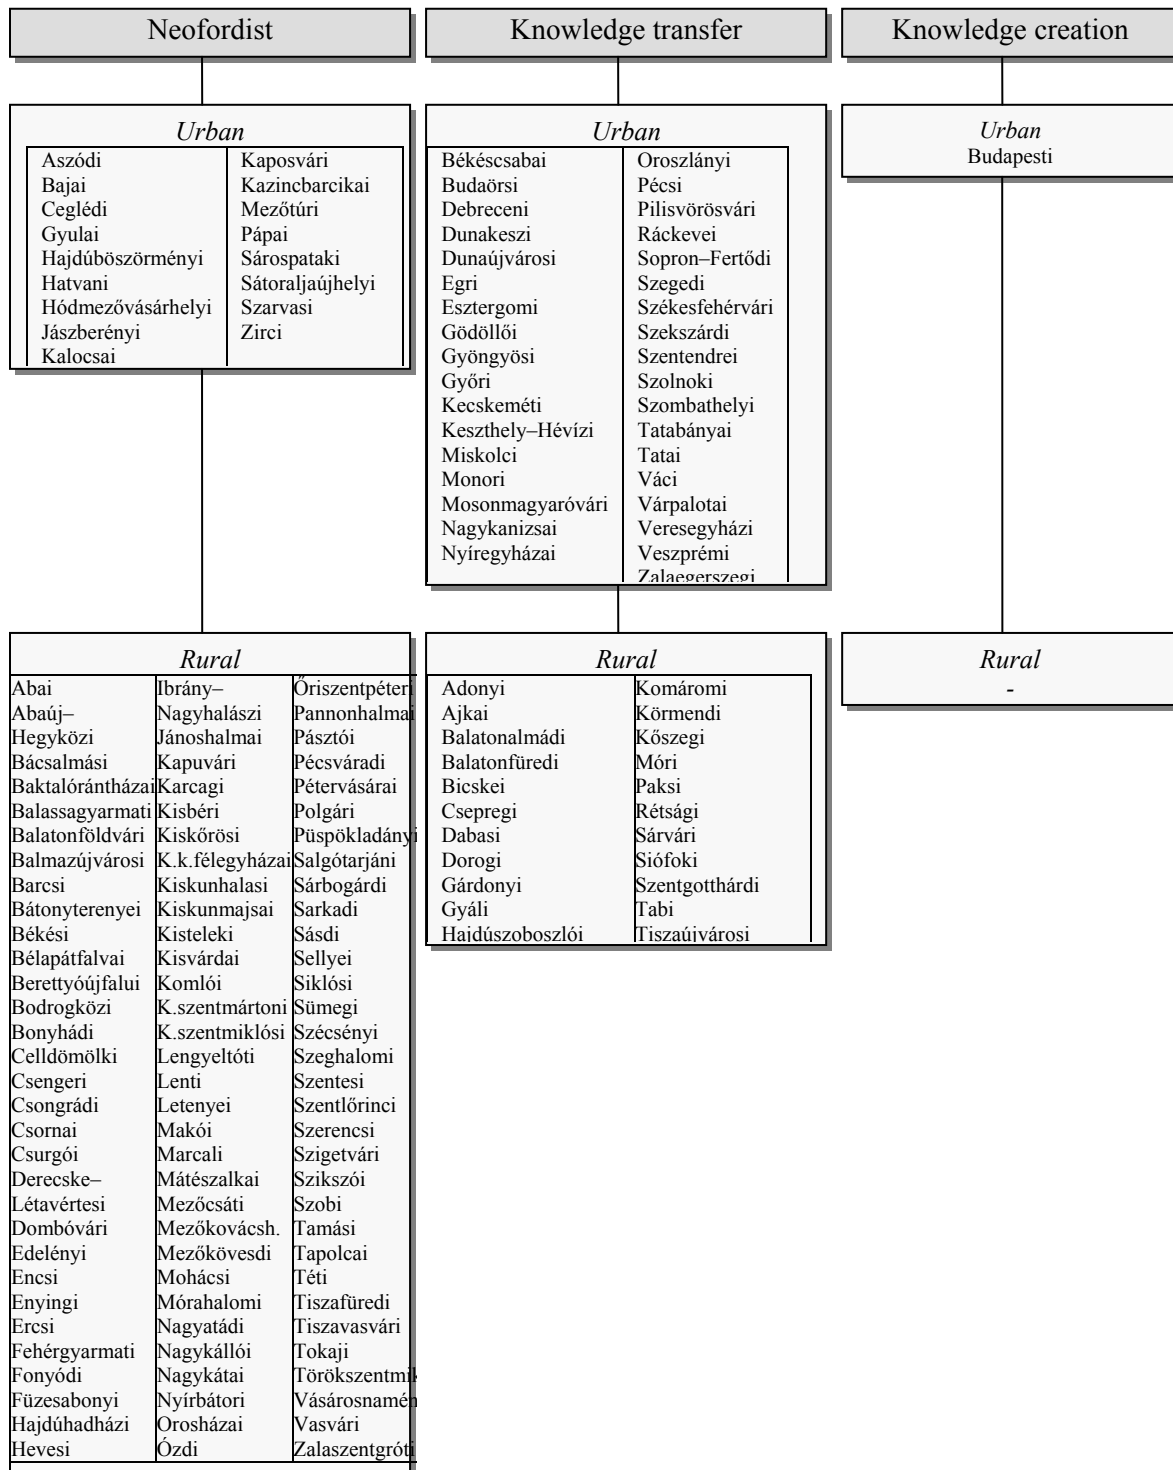 Neofordist
Knowledge transfer
Knowledge creation
Urban
Aszódi
Bajai
Ceglédi
Gyulai
Hajdúböszörményi
Hatvani
Hódmezővásárhelyi
Jászberényi
Kalocsai
Kaposvári
Kazincbarcikai
Mezőtúri
Pápai
Sárospataki
Sátoraljaújhelyi
Szarvasi
Zirci
Urban
Békéscsabai
Budaörsi
Debreceni
Dunakeszi
Dunaújvárosi
Egri
Esztergomi
Gödöllői
Gyöngyösi
Győri
Kecskeméti
Keszthely–Hévízi
Miskolci
Monori
Mosonmagyaróvári
Nagykanizsai
Nyíregyházai
Oroszlányi
Pécsi
Pilisvörösvári
Ráckevei
Sopron–Fertődi
Szegedi
Székesfehérvári
Szekszárdi
Szentendrei
Szolnoki
Szombathelyi
Tatabányai
Tatai
Váci
Várpalotai
Veresegyházi
Veszprémi
Zalaegerszegi
Urban
Budapesti
Rural
Abai
Abaúj–
Hegyközi
Bácsalmási
Baktalórántházai
Balassagyarmati
Balatonföldvári
Balmazújvárosi
Barcsi
Bátonyterenyei
Békési
Bélapátfalvai
Berettyóújfalui
Bodrogközi
Bonyhádi
Celldömölki
Csengeri
Csongrádi
Csornai
Csurgói
Derecske–
Létavértesi
Dombóvári
Edelényi
Encsi
Enyingi
Ercsi
Fehérgyarmati
Fonyódi
Füzesabonyi
Hajdúhadházi
Hevesi
Ibrány–
Nagyhalászi
Jánoshalmai
Kapuvári
Karcagi
Kisbéri
Kiskőrösi
K.k.félegyházai
Kiskunhalasi
Kiskunmajsai
Kisteleki
Kisvárdai
Komlói
K.szentmártoni
K.szentmiklósi
Lengyeltóti
Lenti
Letenyei
Makói
Marcali
Mátészalkai
Mezőcsáti
Mezőkovácsh.
Mezőkövesdi
Mohácsi
Mórahalomi
Nagyatádi
Nagykállói
Nagykátai
Nyírbátori
Orosházai
Ózdi
Őriszentpéteri
Pannonhalmai
Pásztói
Pécsváradi
Pétervásárai
Polgári
Püspökladányi
Salgótarjáni
Sárbogárdi
Sarkadi
Sásdi
Sellyei
Siklósi
Sümegi
Szécsényi
Szeghalomi
Szentesi
Szentlőrinci
Szerencsi
Szigetvári
Szikszói
Szobi
Tamási
Tapolcai
Téti
Tiszafüredi
Tiszavasvári
Tokaji
Törökszentmik
Vásárosnamén
Vasvári
Zalaszentgróti
Rural
Adonyi
Ajkai
Balatonalmádi
Balatonfüredi
Bicskei
Csepregi
Dabasi
Dorogi
Gárdonyi
Gyáli
Hajdúszoboszlói
Komáromi
Körmendi
Kőszegi
Móri
Paksi
Rétsági
Sárvári
Siófoki
Szentgotthárdi
Tabi
Tiszaújvárosi
Rural
-